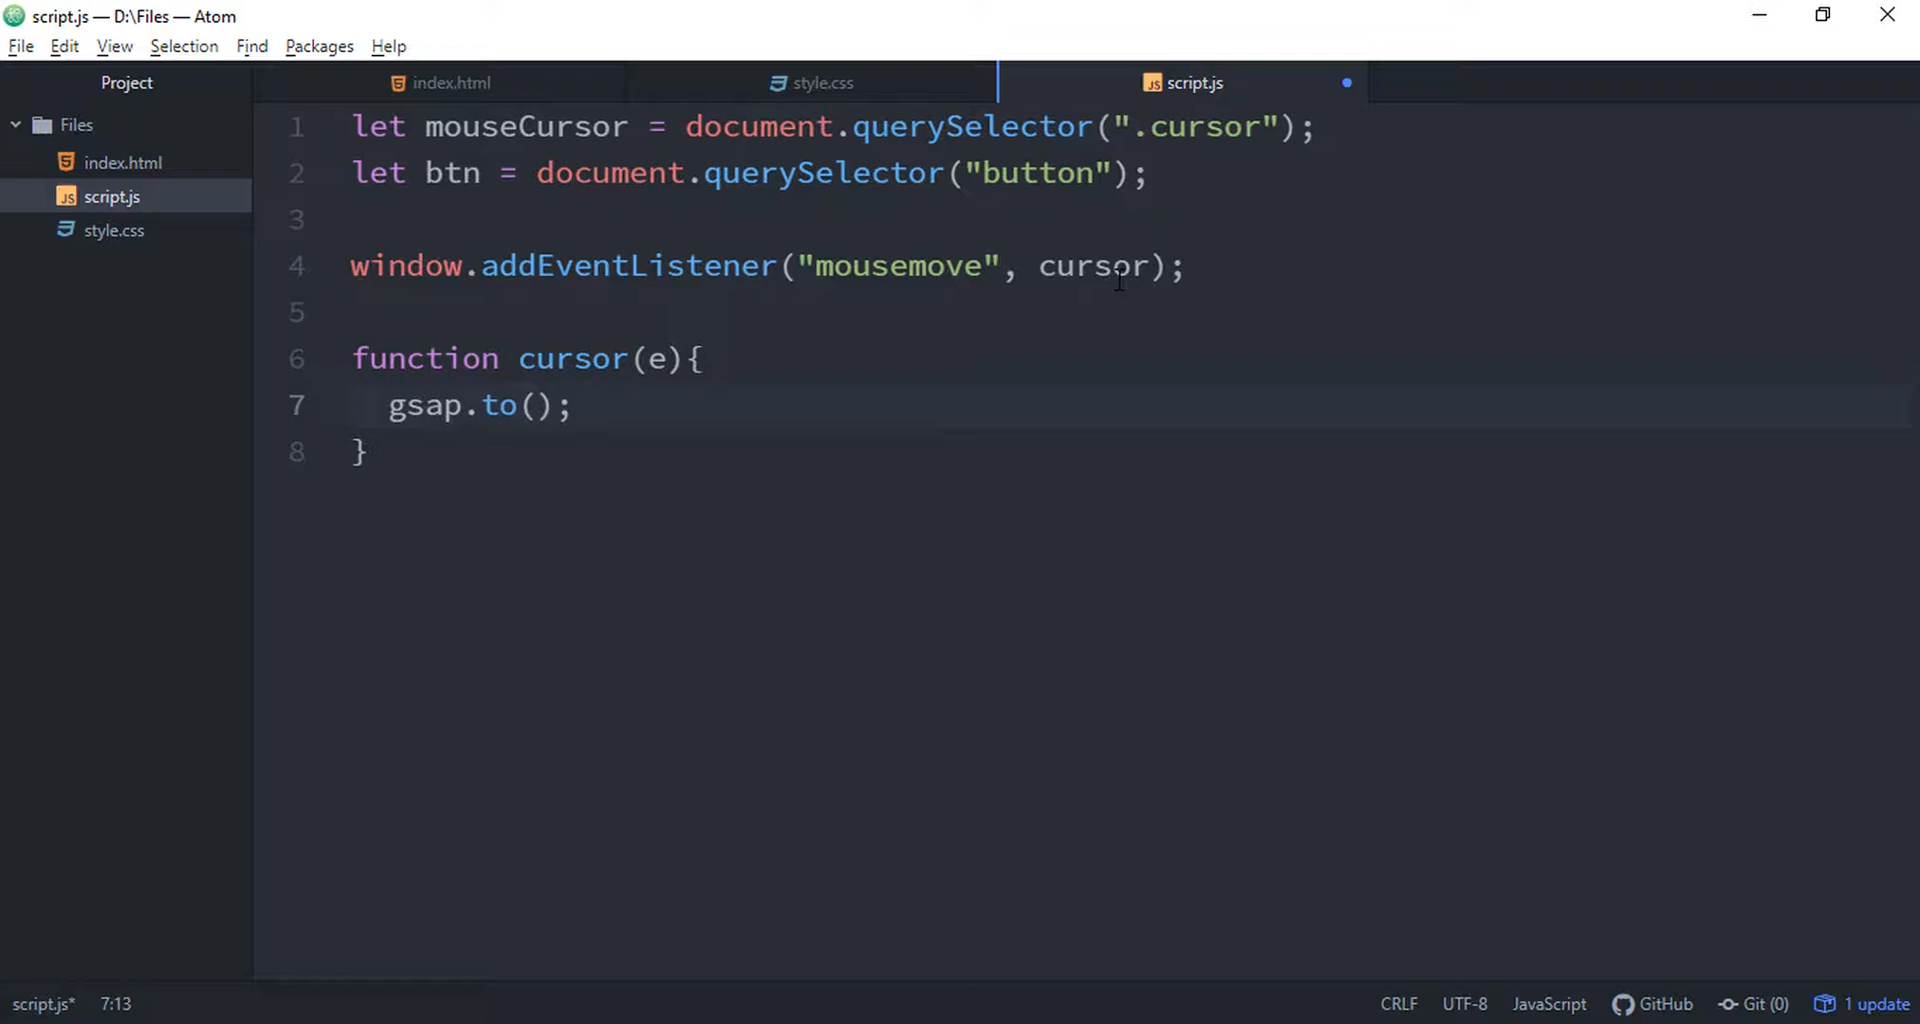 script.js — D:\Files — Atom
File Edit View Selection Find Packages Help
Project
index.html
style.css
script.js
Files
index.html
script.js
style.css
1 let mouseCursor = document.querySelector(".cursor");
2 let btn = document.querySelector("button");
3
4 window.addEventListener("mousemove", cursor);
5
6 function cursor(e){
7 gsap.to();
8 }
script.js* 7:13 CRLF UTF-8 JavaScript GitHub Git (0) 1 update